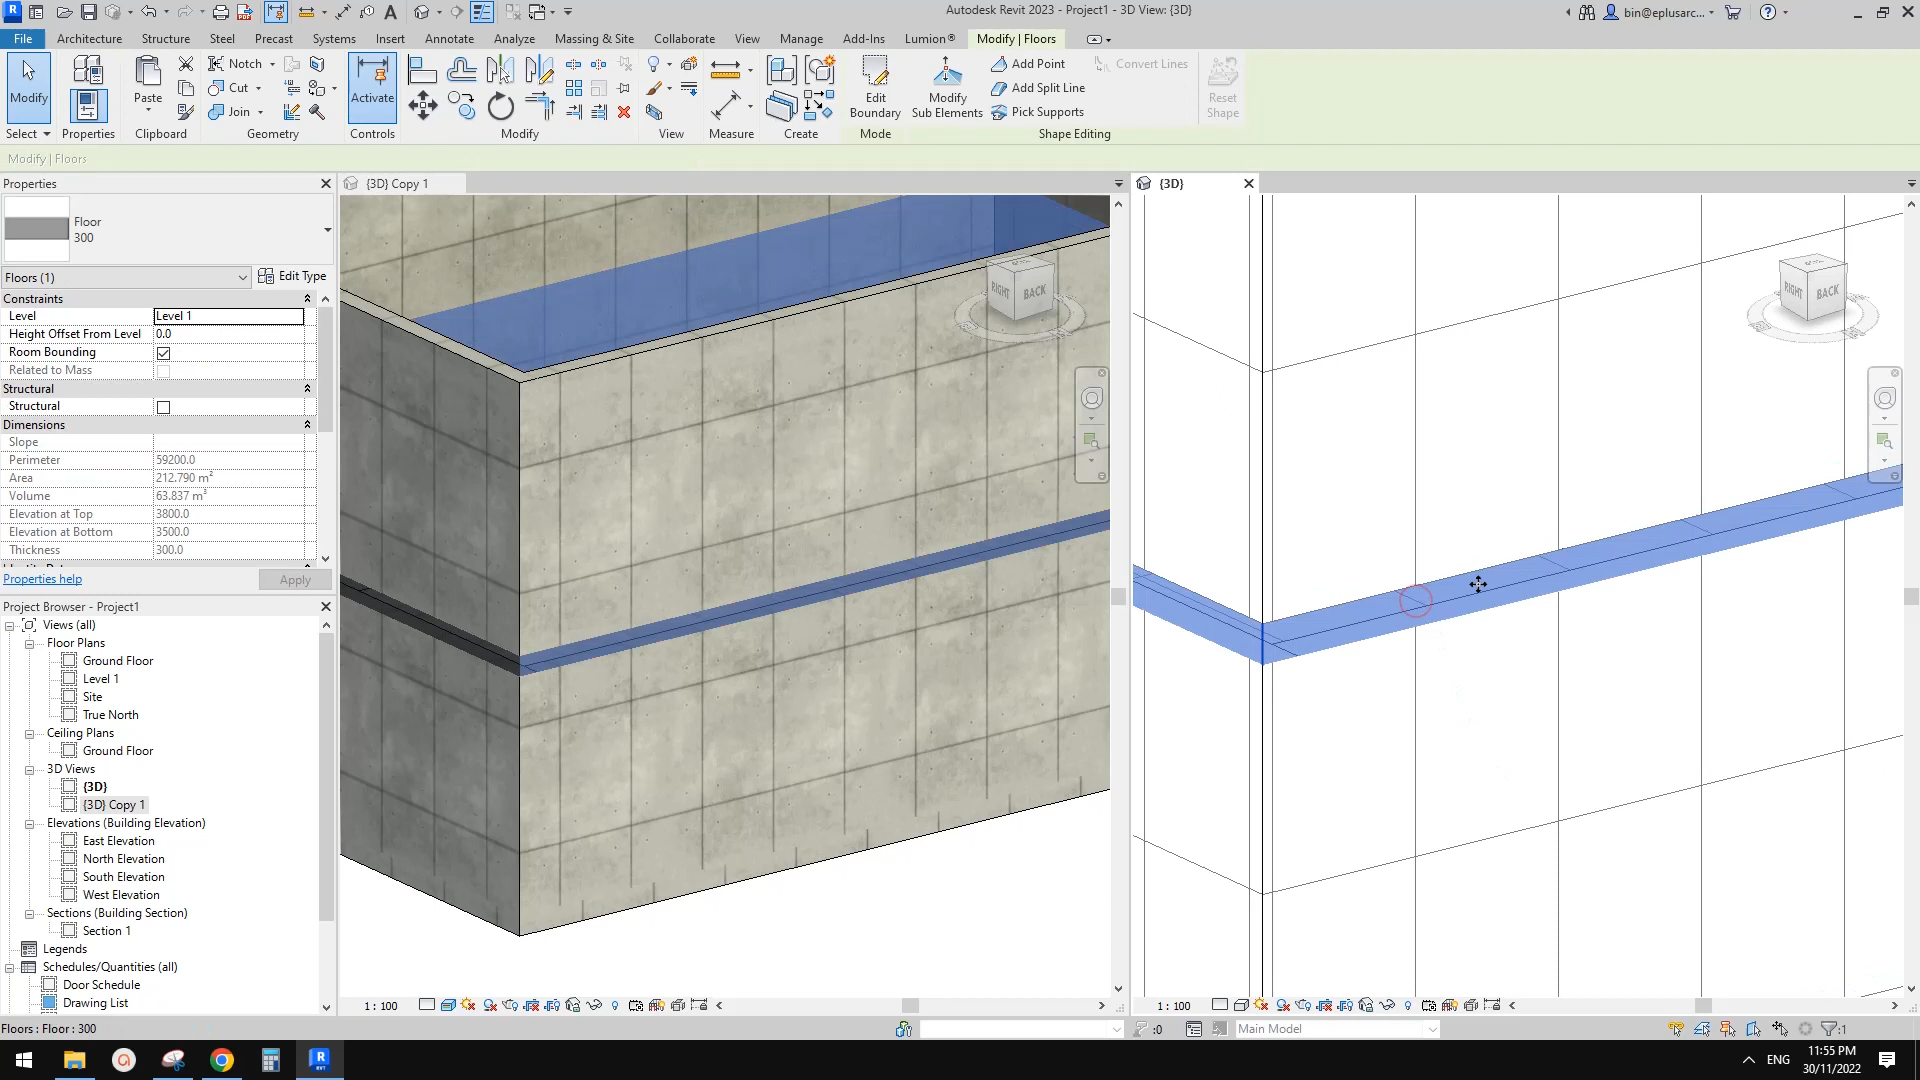 Autodesk Revit 2023 - Project1 - 3D View: {3D}
bin@eplusarc...
File
Architecture
Structure
Steel
Precast
Systems
Insert
Annotate
Analyze
Massing & Site
Collaborate
View
Manage
Add-Ins
Lumion®
Modify | Floors
Modify
Select
Properties
Paste
Clipboard
Notch
Cut
Join
Geometry
Activate
Controls
Modify
View
Measure
Create
Edit
Boundary
Mode
Modify
Sub Elements
Add Point
Add Split Line
Pick Supports
Convert Lines
Shape Editing
Reset
Shape
Modify | Floors
Properties
Floor
300
Floors (1)
Edit Type
Constraints
Level
Level 1
Height Offset From Level
0.0
Room Bounding
Related to Mass
Structural
Structural
Dimensions
Slope
Perimeter
59200.0
Area
212.790 m²
Volume
63.837 m³
Elevation at Top
3800.0
Elevation at Bottom
3500.0
Thickness
300.0
Properties help
Apply
Project Browser - Project1
Views (all)
Floor Plans
Ground Floor
Level 1
Site
True North
Ceiling Plans
Ground Floor
3D Views
{3D}
{3D} Copy 1
Elevations (Building Elevation)
East Elevation
North Elevation
South Elevation
West Elevation
Sections (Building Section)
Section 1
Legends
Schedules/Quantities (all)
Door Schedule
Drawing List
{3D} Copy 1
RIGHT
BACK
1 : 100
{3D}
RIGHT
BACK
1 : 100
Floors : Floor : 300
:0
Main Model
:1
ENG
11:55 PM
30/11/2022